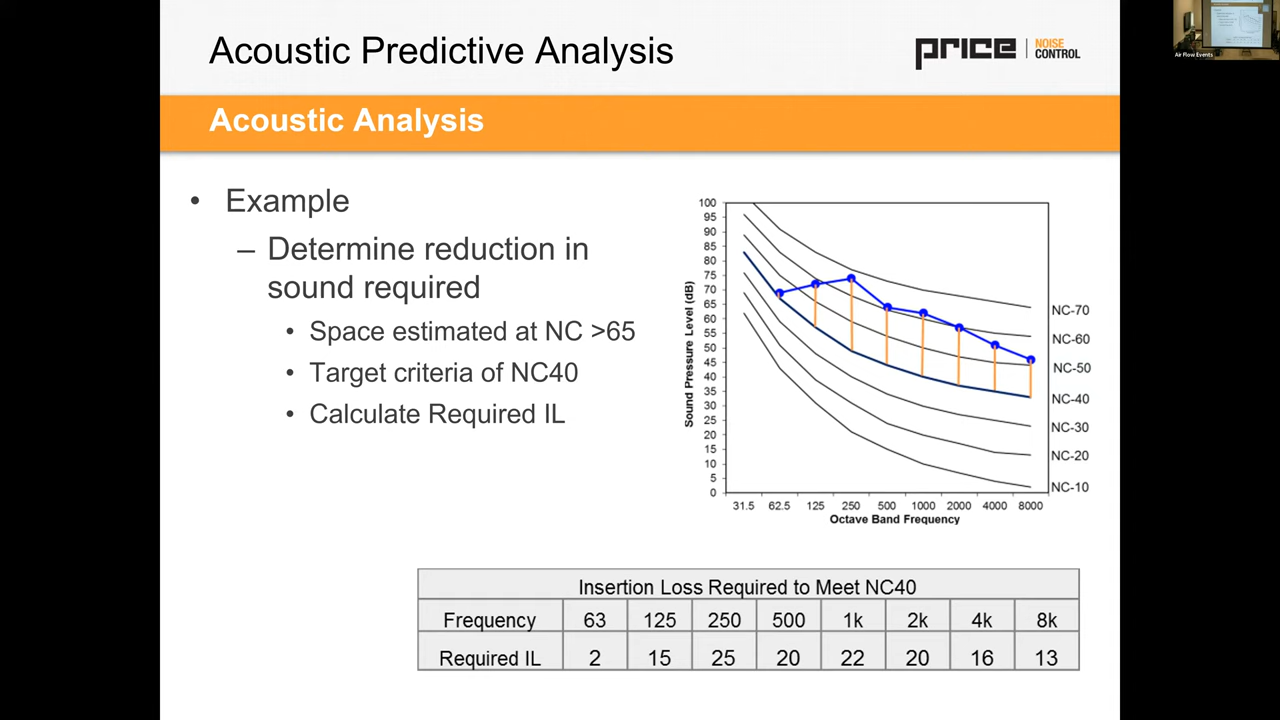 Acoustic Predictive Analysis
PRICE | NOISE CONTROL
Air Flow Events
Acoustic Analysis
• Example
– Determine reduction in
sound required
• Space estimated at NC >65
• Target criteria of NC40
• Calculate Required IL
Sound Pressure Level (dB)
100
95
90
85
80
75
70
65
60
55
50
45
40
35
30
25
20
15
10
5
0
NC-70
NC-60
NC-50
NC-40
NC-30
NC-20
NC-10
31.5 62.5 125 250 500 1000 2000 4000 8000
Octave Band Frequency
Insertion Loss Required to Meet NC40
Frequency 63 125 250 500 1k 2k 4k 8k
Required IL 2 15 25 20 22 20 16 13